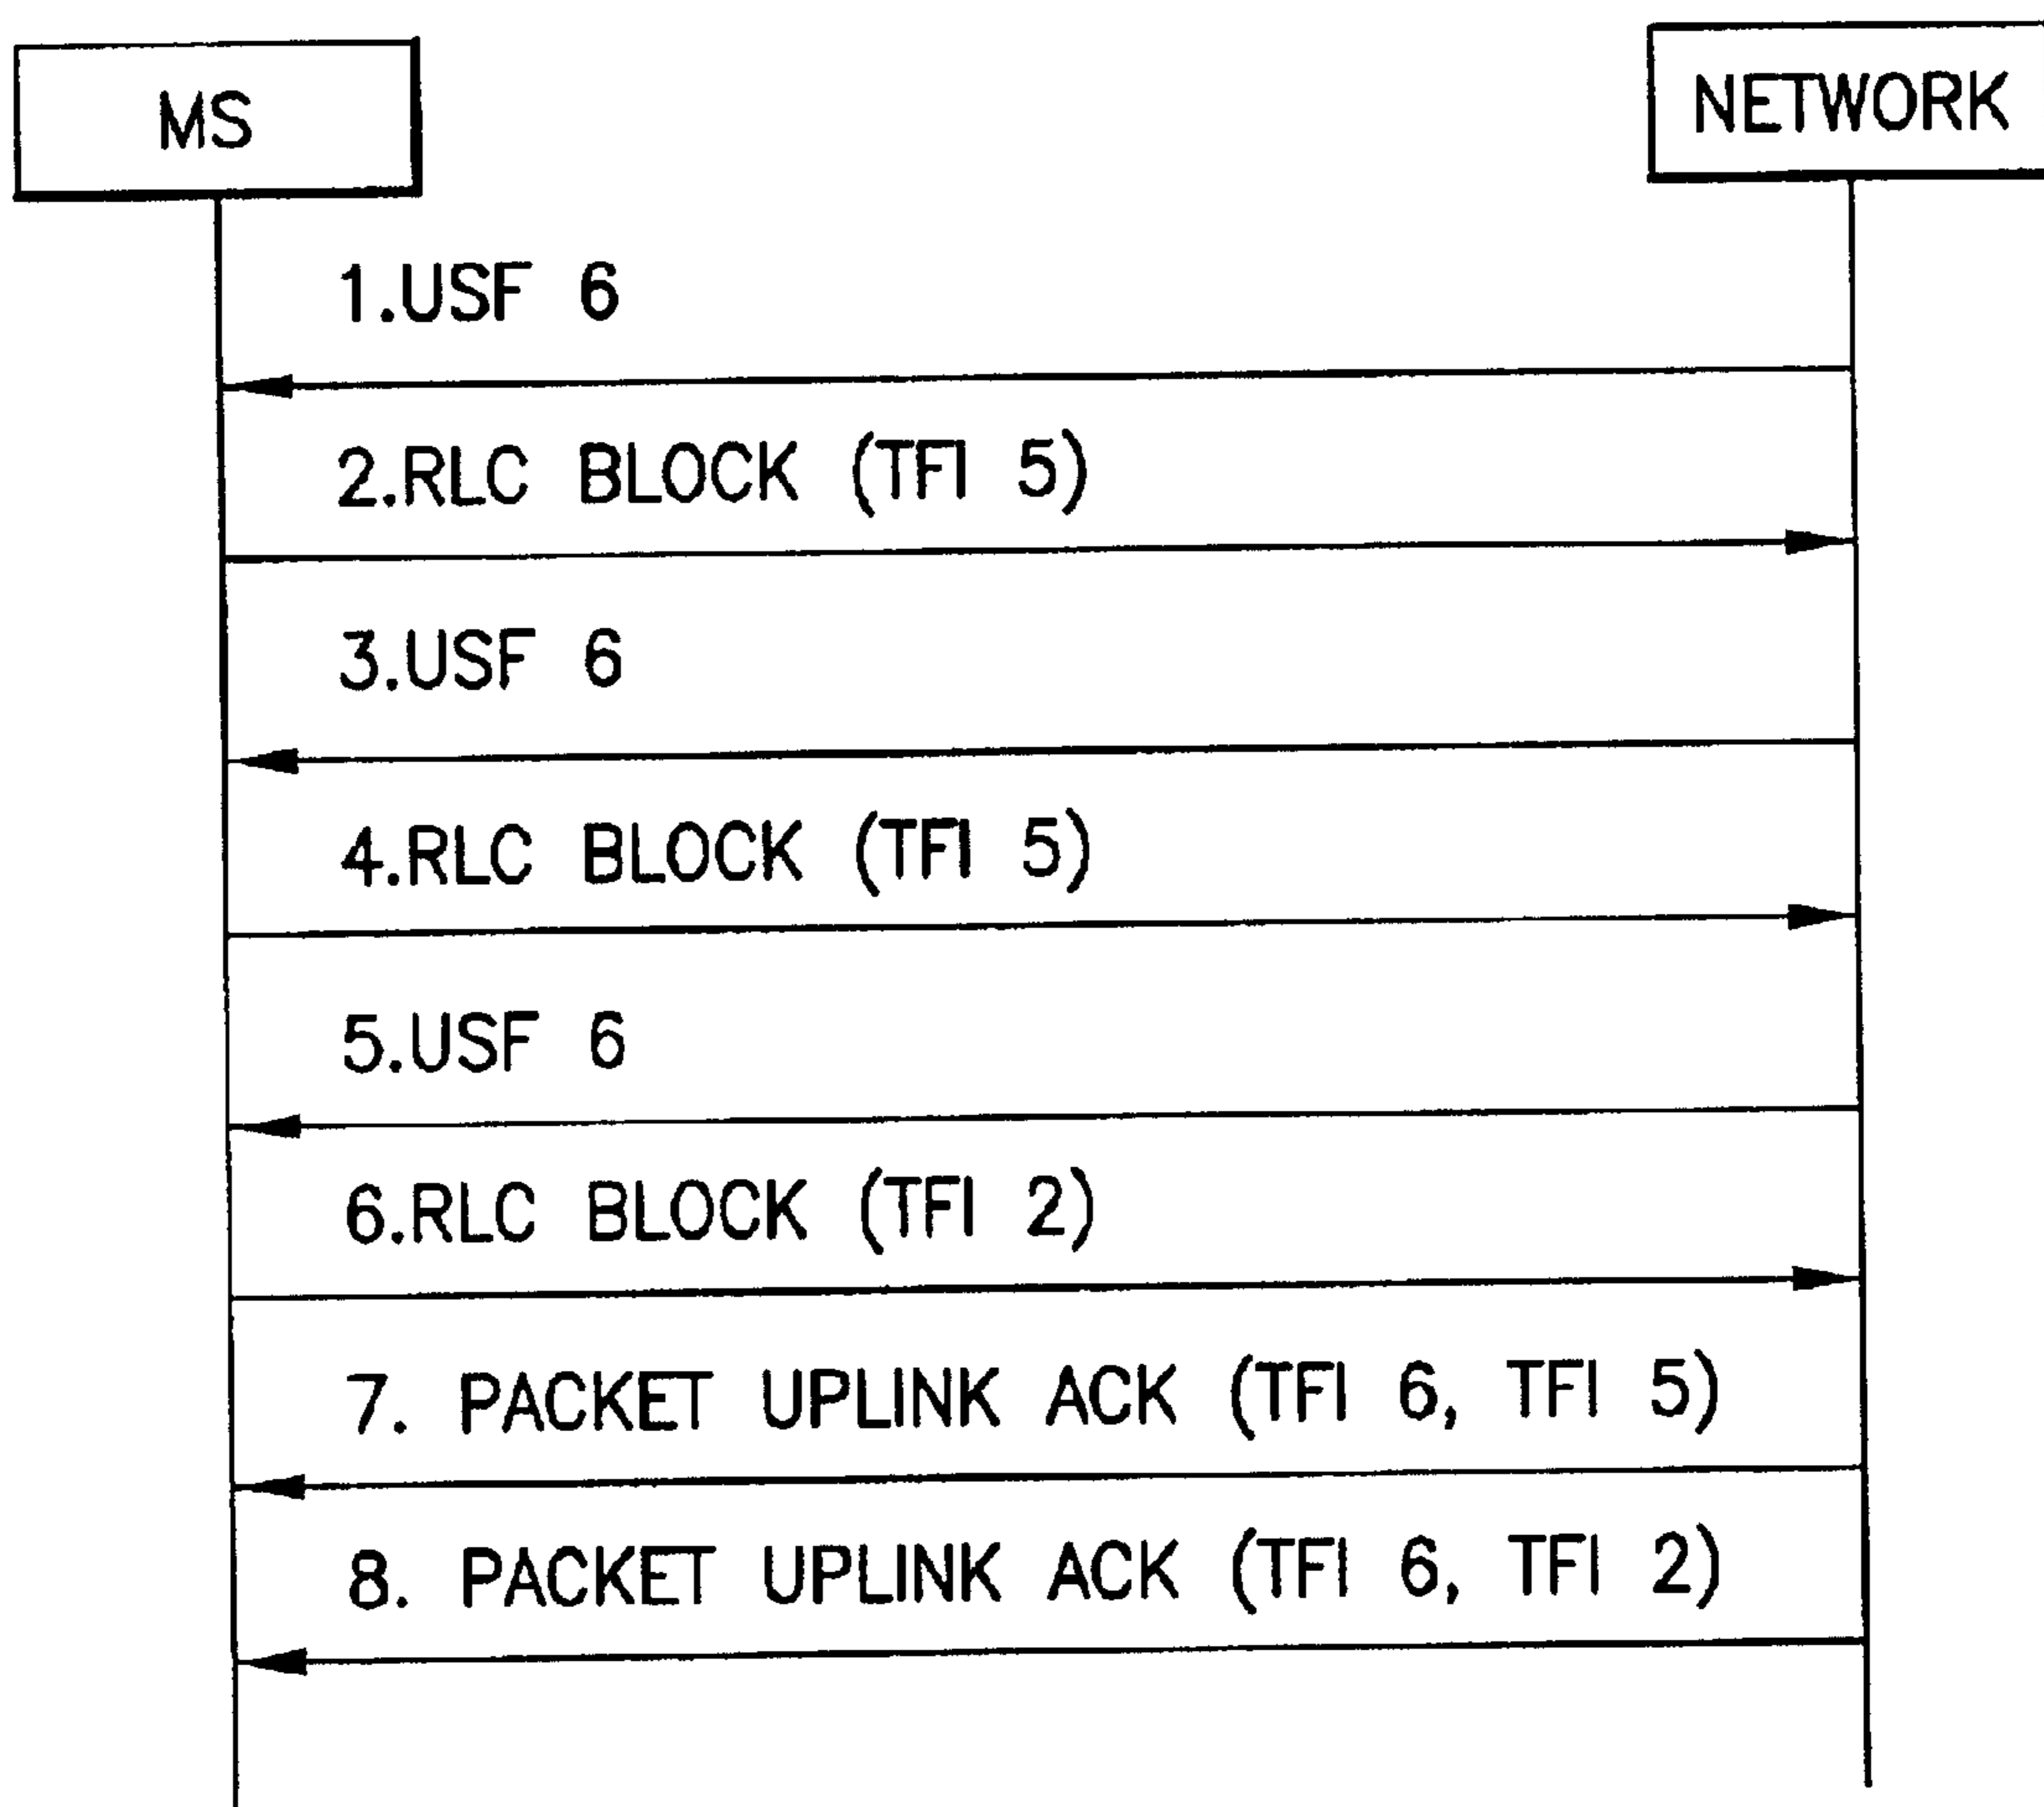 MS
NETWORK
1.USF 6
2.RLC BLOCK (TFI 5)
3.USF 6
4.RLC BLOCK (TFI 5)
5.USF 6
6.RLC BLOCK (TFI 2)
7. PACKET UPLINK ACK (TFI 6, TFI 5)
8. PACKET UPLINK ACK (TFI 6, TFI 2)